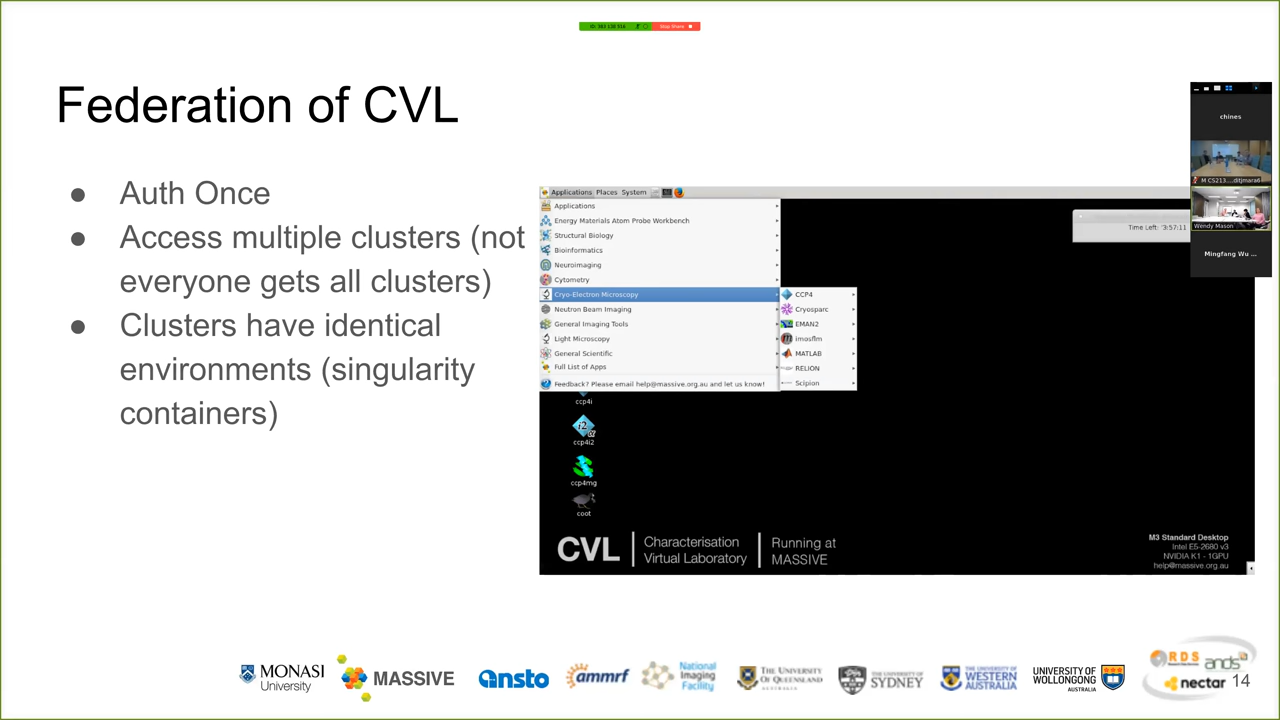 Stop Share
Federation of CVL
● Auth Once
● Access multiple clusters (not
everyone gets all clusters)
● Clusters have identical
environments (singularity
containers)
chines
Wendy Mason
Mingfang Wu ...
Applications Places System
Time Left: '3:57:11
Applications
Energy Materials Atom Probe Workbench
Structural Biology
Bioinformatics
Neuroimaging
Cytometry
Cryo-Electron Microscopy
Neutron Beam Imaging
General Imaging Tools
Light Microscopy
General Scientific
Full List of Apps
Feedback? Please email help@massive.org.au and let us know!
CCP4
Cryosparc
EMAN2
imosflm
MATLAB
RELION
Scipion
ccp4i
i2
ccp4i2
ccp4mg
coot
CVL | Characterisation Virtual Laboratory | Running at MASSIVE
M3 Standard Desktop
Intel E5-2680 v3
NVIDIA K1 - 1GPU
help@massive.org.au
MONASH University
MASSIVE
ansto
ammrf
National Imaging Facility
THE UNIVERSITY OF QUEENSLAND AUSTRALIA
THE UNIVERSITY OF SYDNEY
THE UNIVERSITY OF WESTERN AUSTRALIA
UNIVERSITY OF WOLLONGONG AUSTRALIA
RDS
ands
nectar
14